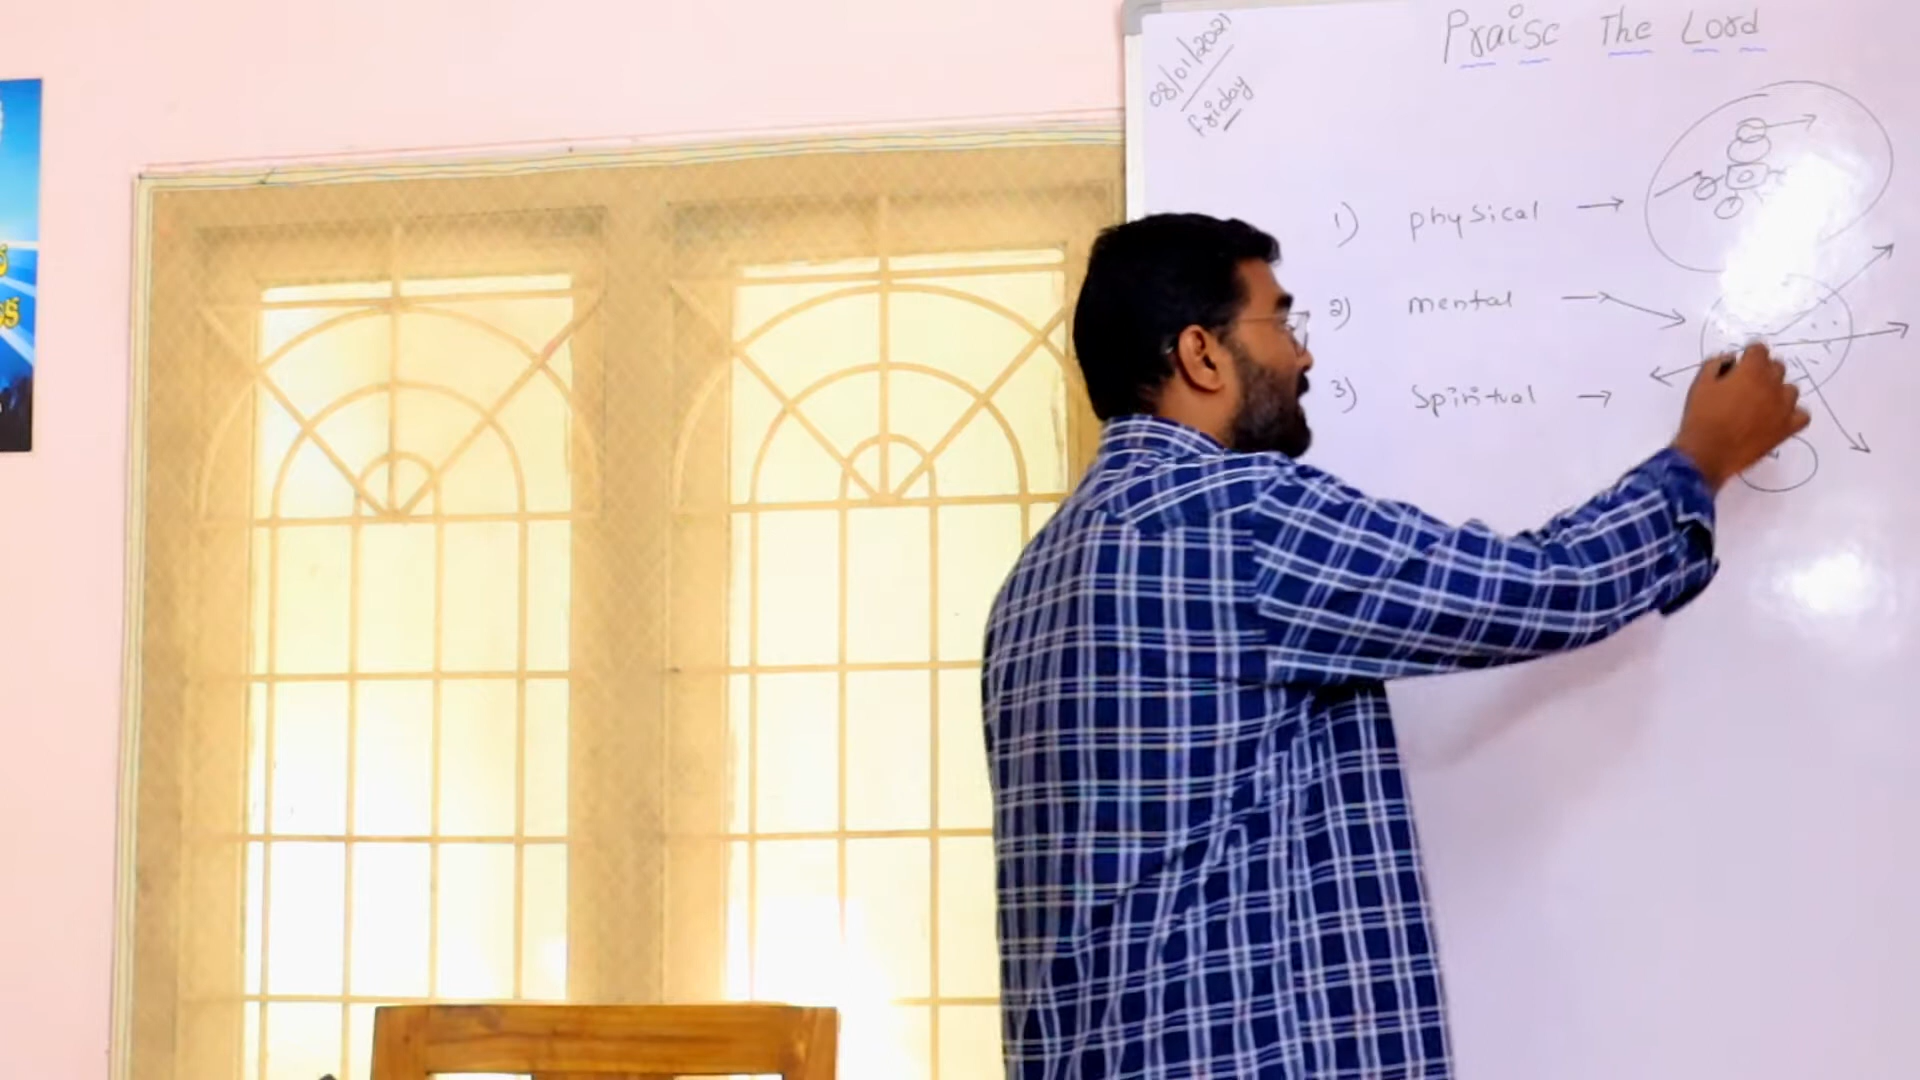 Praise The Lord
08/01/2021
Friday
1) physical →
2) mental →
3) Spiritual →